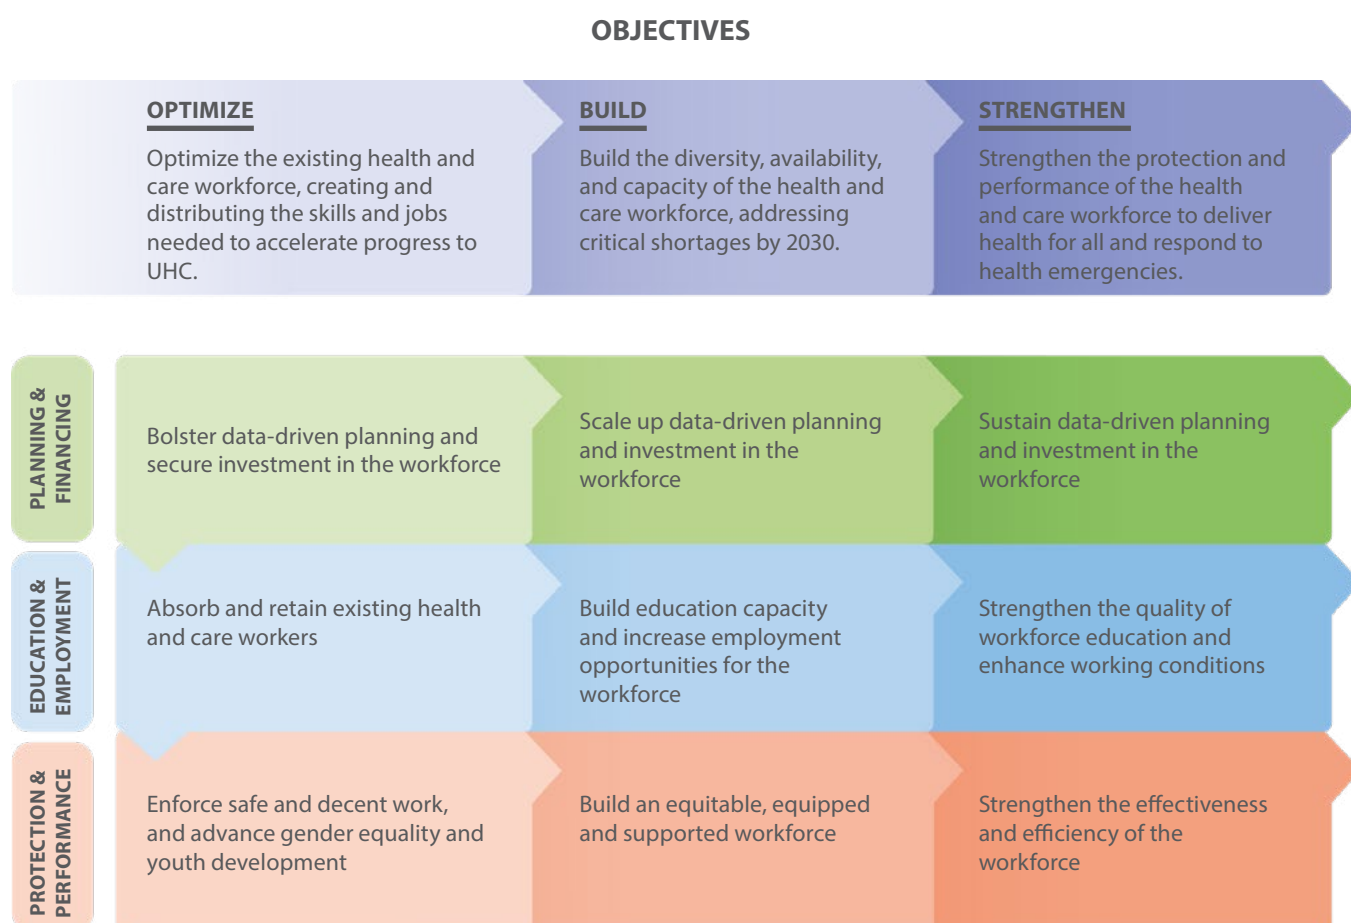 OBJECTIVES
OPTIMIZE
Optimize the existing health and
care workforce, creating and
distributing the skills and jobs
needed to accelerate progress to
UHC.
BUILD
Build the diversity, availability,
and capacity of the health and
care workforce, addressing
critical shortages by 2030.
STRENGTHEN
Strengthen the protection and
performance of the health
and care workforce to deliver
health for all and respond to
health emergencies.
PLANNING &
FINANCING
Bolster data-driven planning and
secure investment in the workforce
Scale up data-driven planning
and investment in the
workforce
Sustain data-driven planning
and investment in the
workforce
EDUCATION &
EMPLOYMENT
Absorb and retain existing health
and care workers
Build education capacity
and increase employment
opportunities for the
workforce
Strengthen the quality of
workforce education and
enhance working conditions
PROTECTION &
PERFORMANCE
Enforce safe and decent work,
and advance gender equality and
youth development
Build an equitable, equipped
and supported workforce
Strengthen the effectiveness
and efficiency of the
workforce